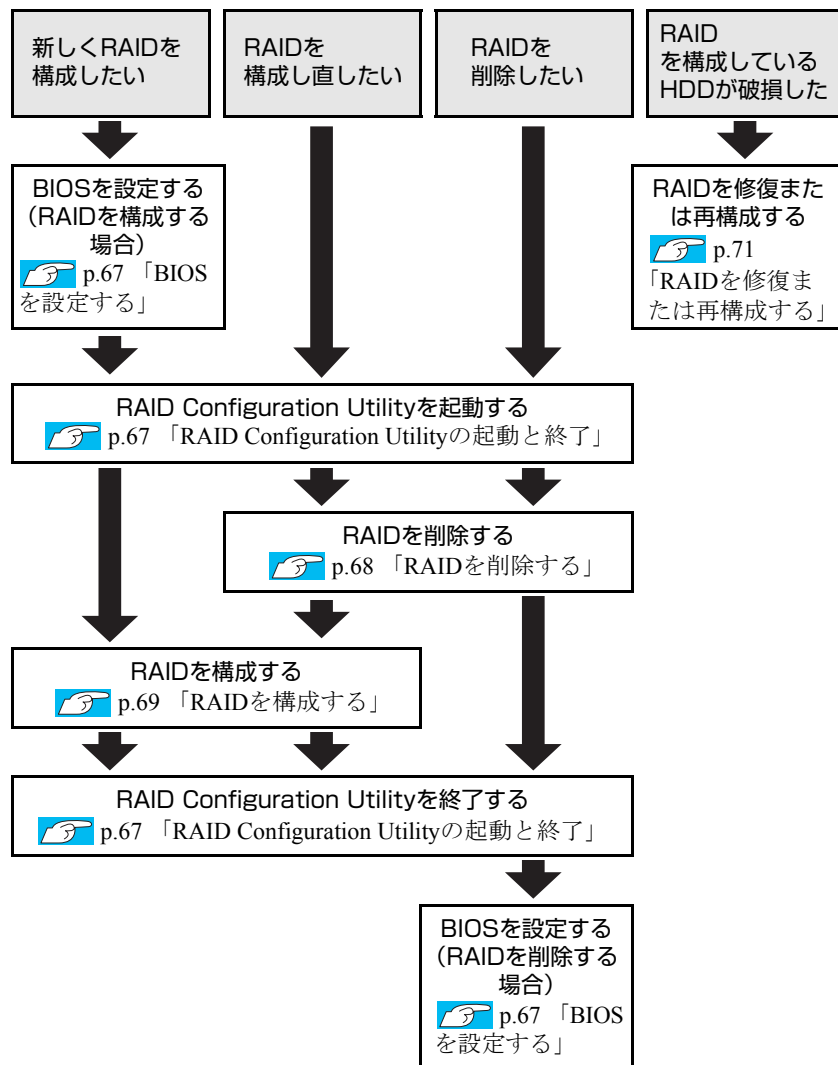 新しくRAIDを
構成したい
RAIDを
構成し直したい
RAIDを
削除したい
RAID
を構成している
HDDが破損した
BIOSを設定する
（RAIDを構成する
場合）
p.67 「BIOS
を設定する」
RAIDを修復また
は再構成する
p.71
「RAIDを修復ま
たは再構成する」
RAID Configuration Utilityを起動する
p.67 「RAID Configuration Utilityの起動と終了」
RAIDを削除する
p.68 「RAIDを削除する」
RAIDを構成する
p.69 「RAIDを構成する」
RAID Configuration Utilityを終了する
p.67 「RAID Configuration Utilityの起動と終了」
BIOSを設定する
（RAIDを削除する
場合）
p.67 「BIOS
を設定する」